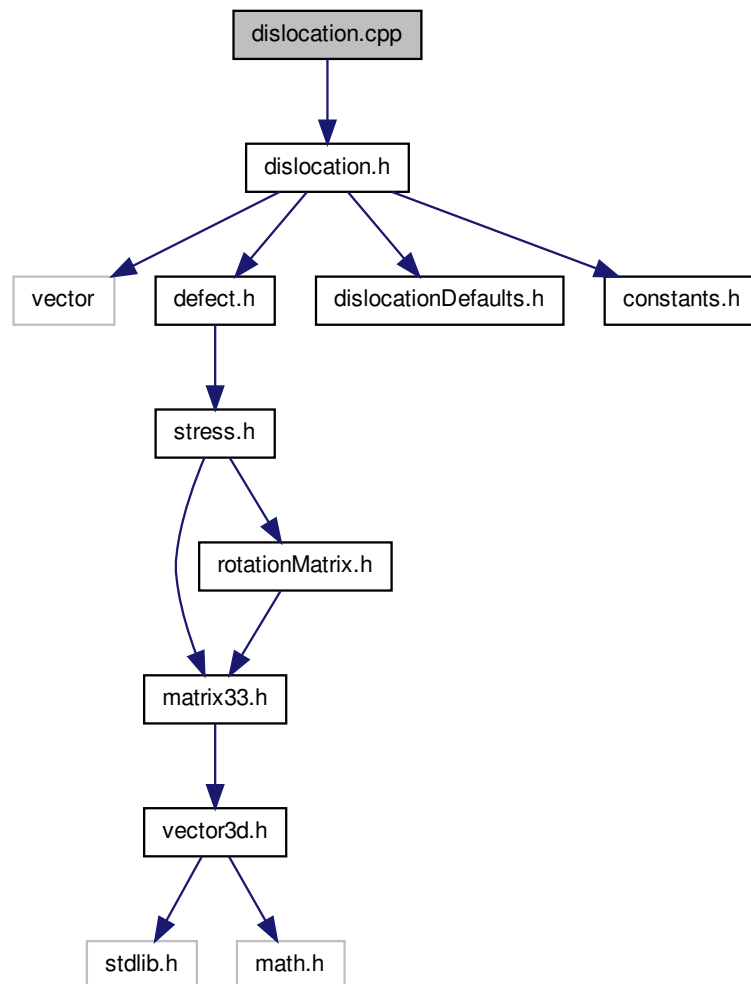 dislocation.cpp
dislocation.h
vector
defect.h
dislocationDefaults.h
constants.h
stress.h
rotationMatrix.h
matrix33.h
vector3d.h
stdlib.h
math.h